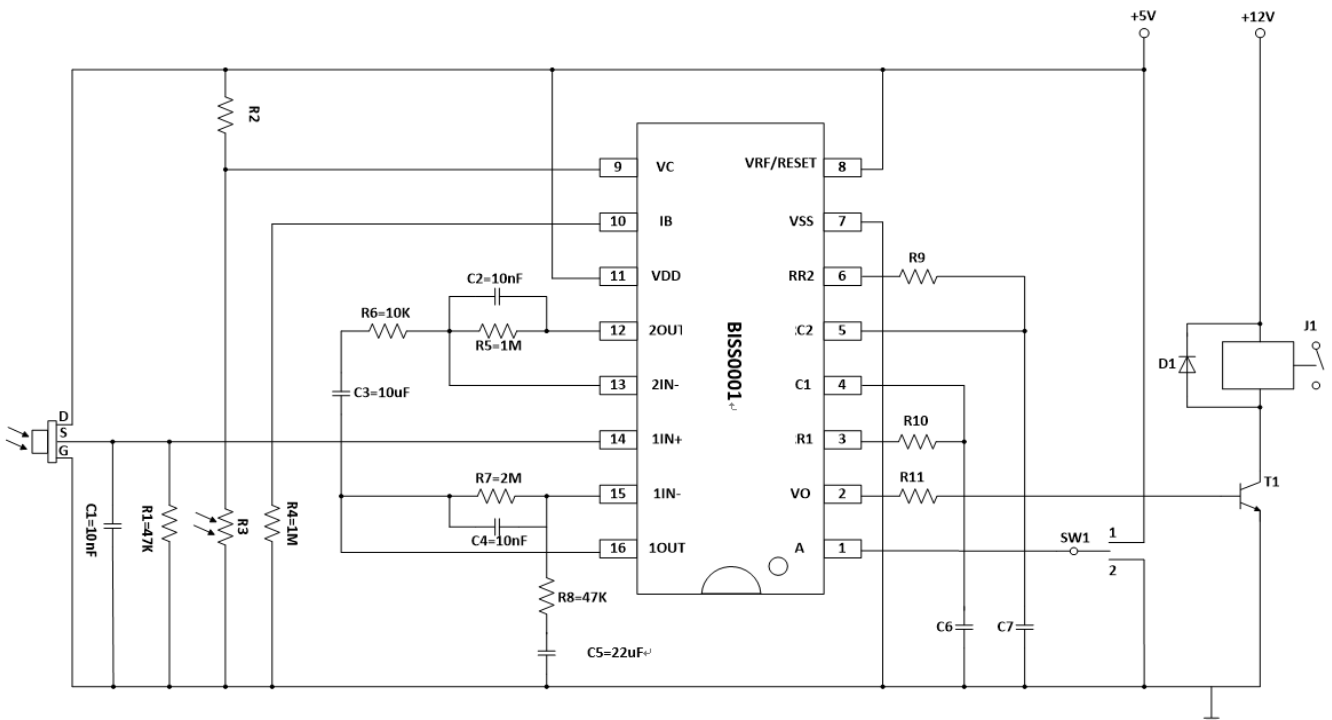 +5V
+12V
R2
9 VC
VRF/RESET 8
10 IB
VSS 7
C2=10nF
R9
11 VDD
RR2 6
R6=10K
12 2OUT
R5=1M
BISS0001
:C2 5
J1
D1
C3=10uF
13 2IN-
C1 4
D
S
G
R10
14 1IN+
:R1 3
R7=2M
R11
T1
15 1IN-
VO 2
C1=10nF
R1=47K
R3
R4=1M
C4=10nF
16 1OUT
A 1
SW1
1
2
R8=47K
C6
C7
C5=22uF↵